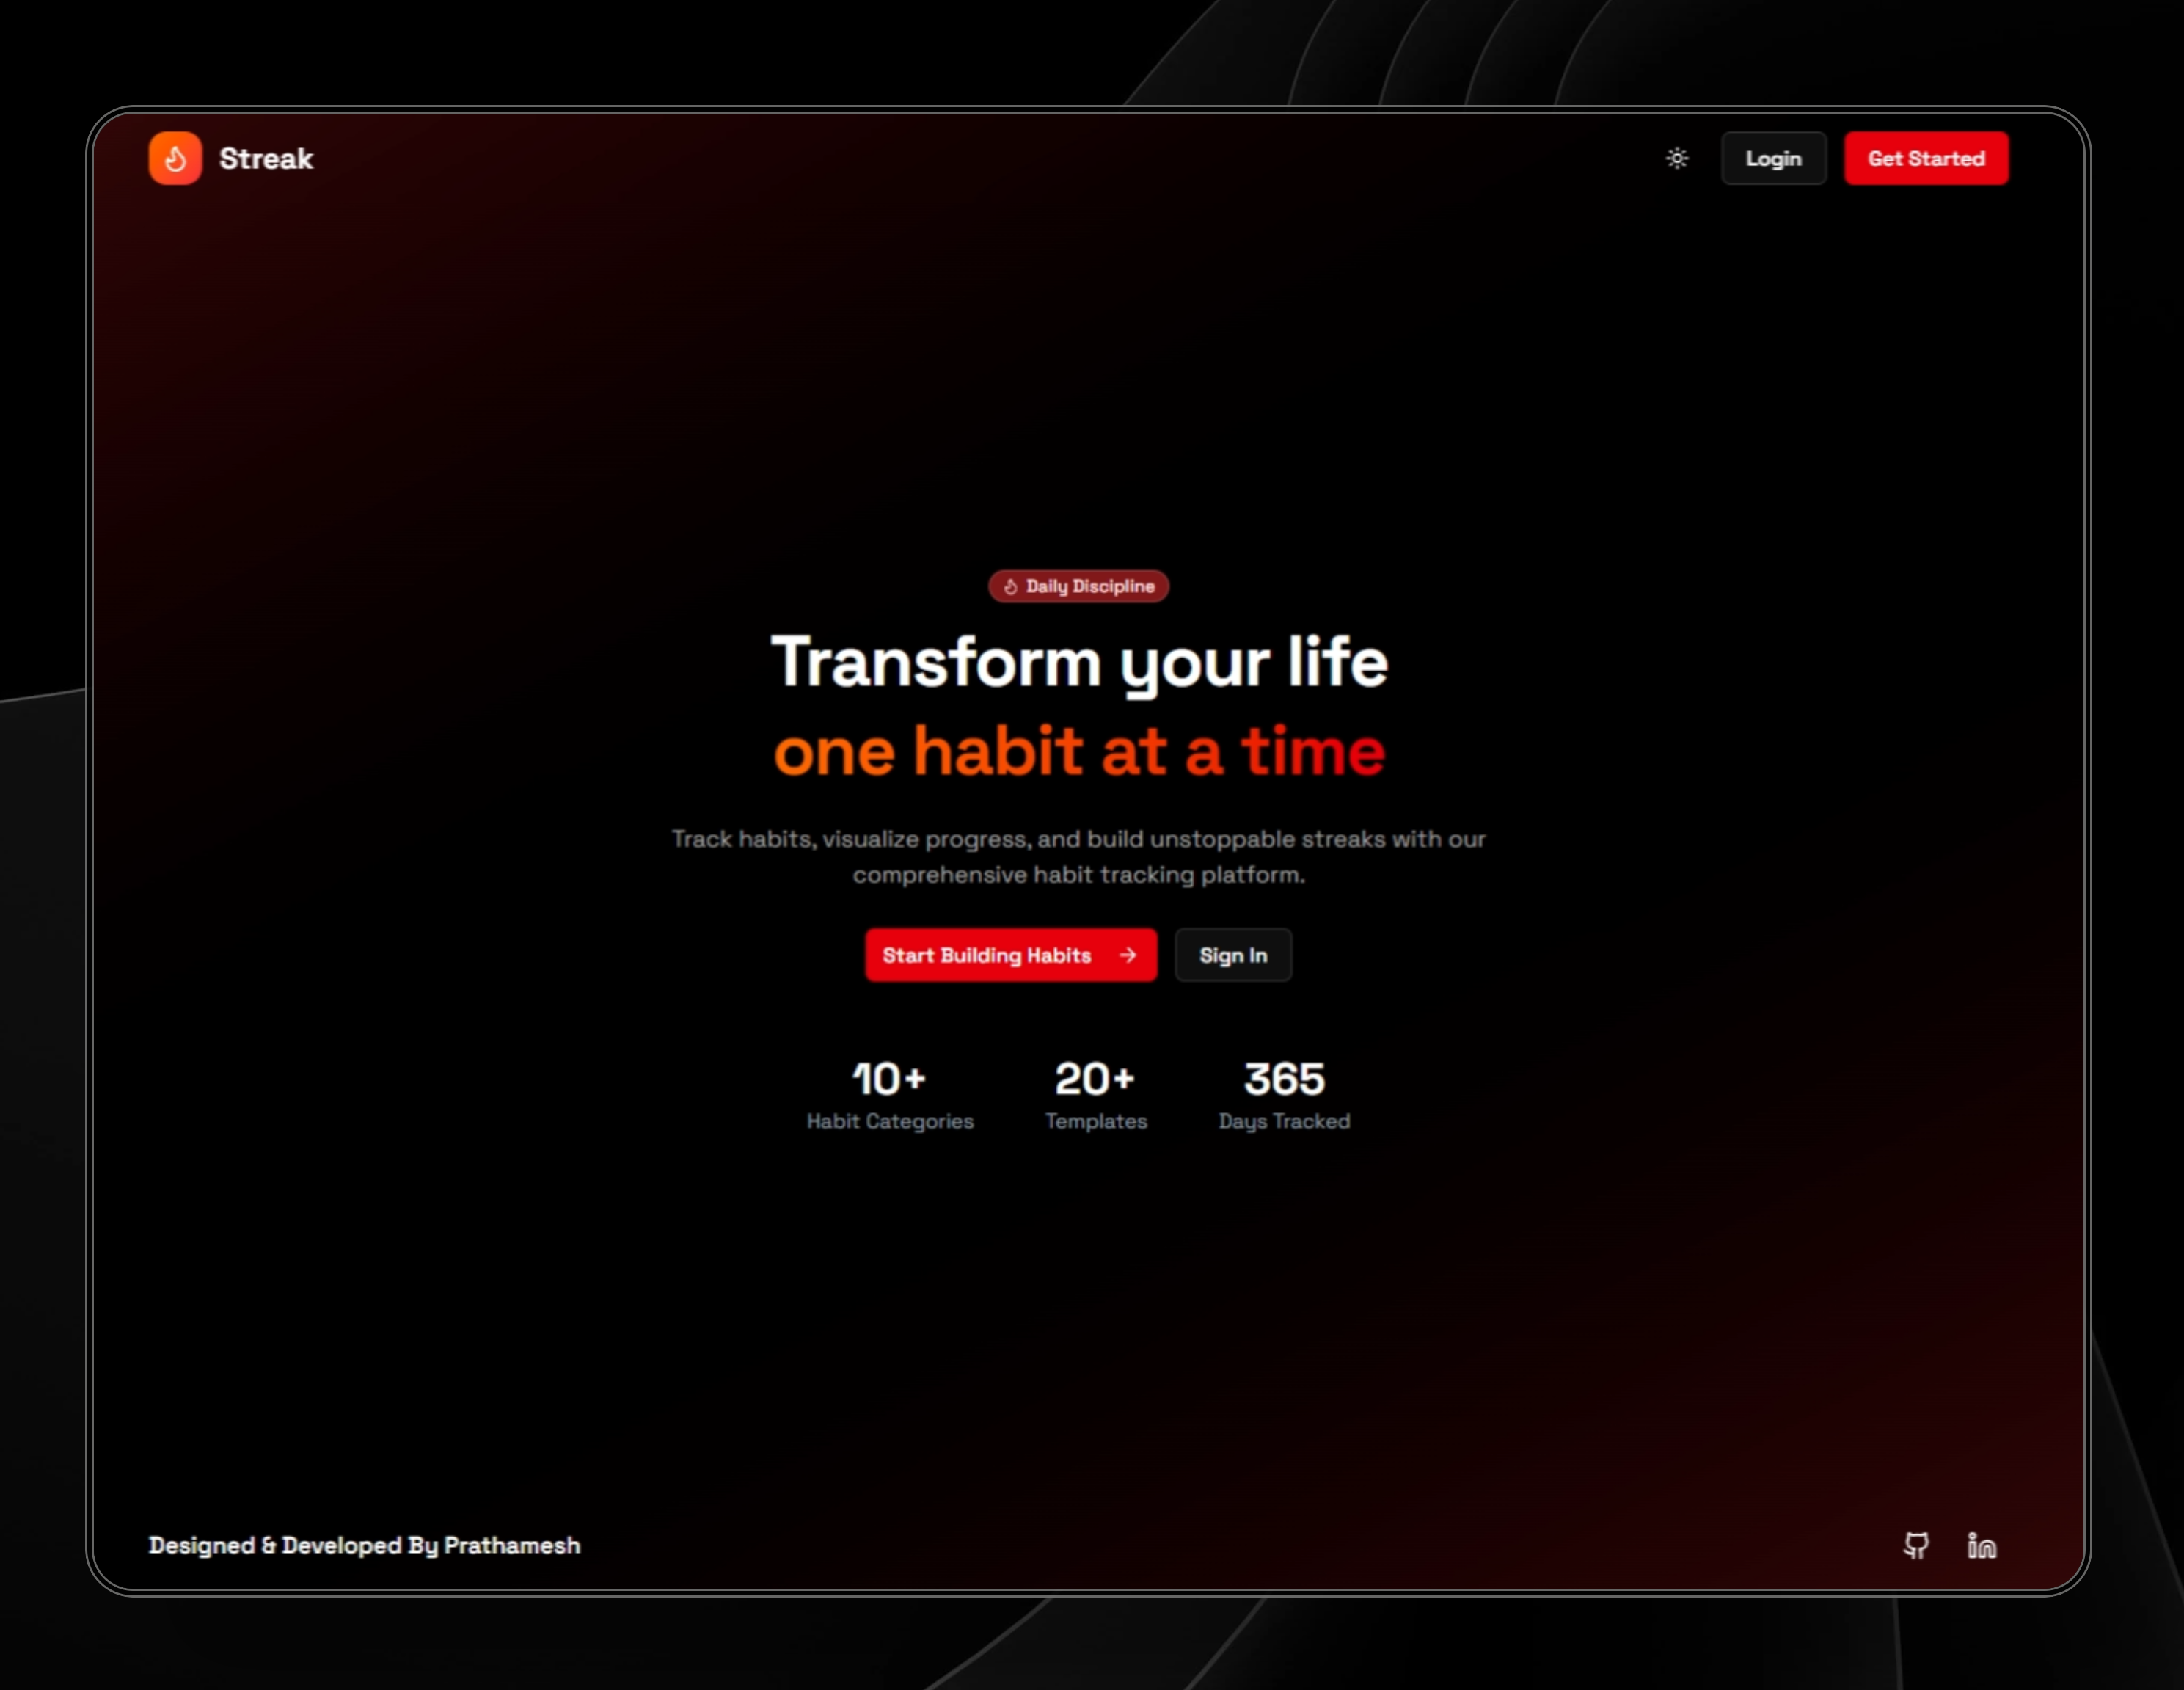 Streak
Login
Get Started
Daily Discipline
Transform your life
one habit at a time
Track habits, visualize progress, and build unstoppable streaks with our
comprehensive habit tracking platform.
Start Building Habits
Sign In
10+
20+
365
Habit Categories
Templates
Days Tracked
Designed & Developed By Prathamesh
in